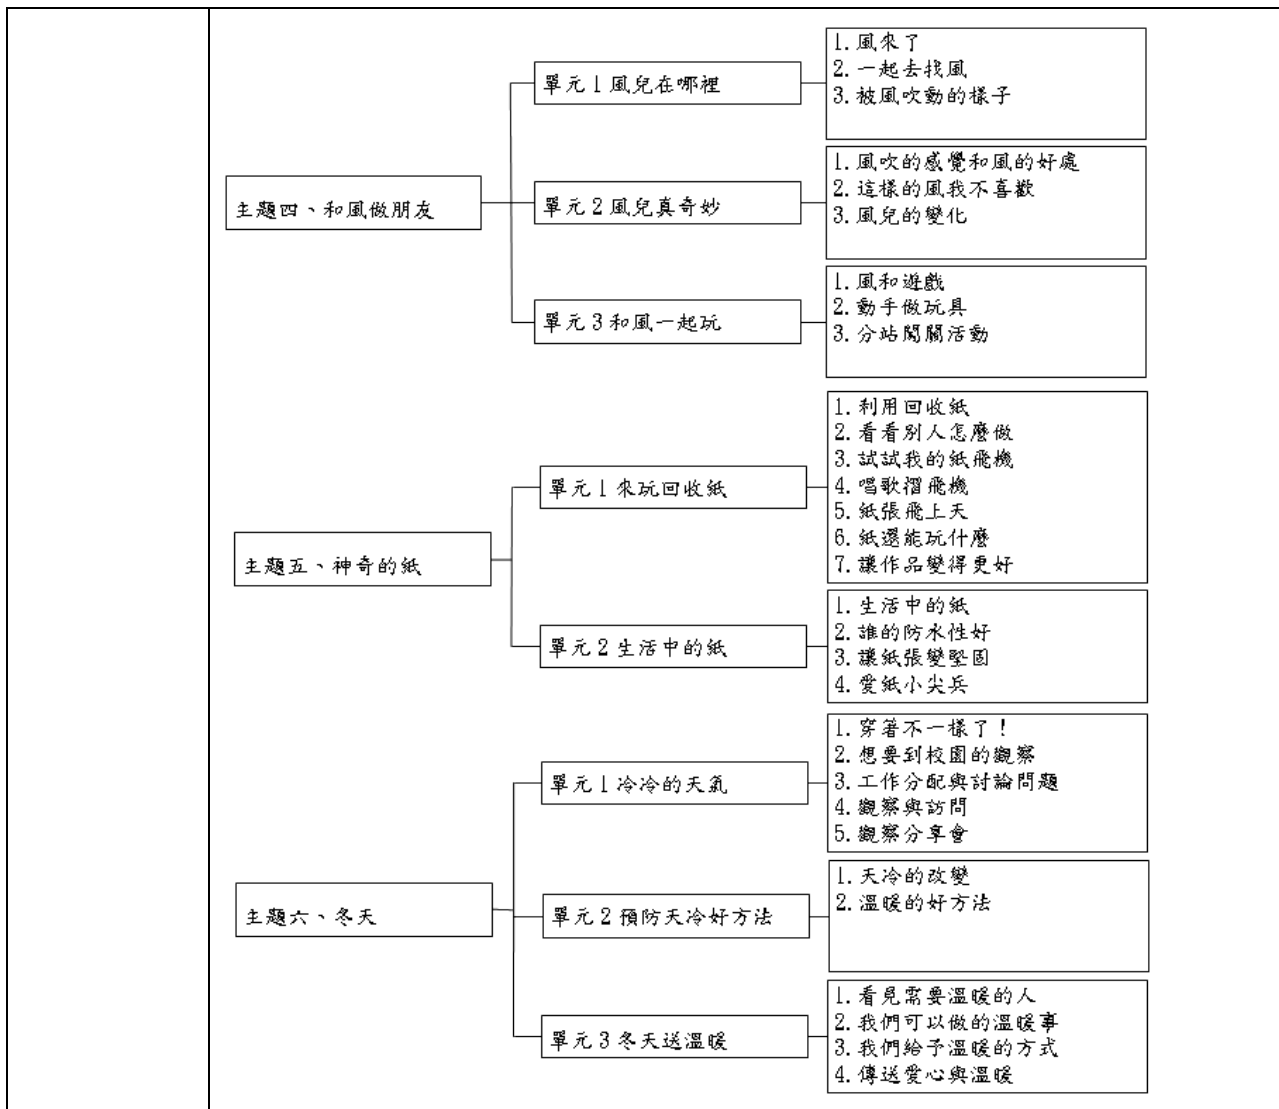 主題四、和風做朋友
單元1風兒在哪裡
1.風來了
2.一起去找風
3.被風吹動的樣子
單元2風兒真奇妙
1.風吹的感覺和風的好處
2.這樣的風我不喜歡
3.風兒的變化
單元3和風一起玩
1.風和遊戲
2.動手做玩具
3.分站闖關活動
主題五、神奇的紙
單元1來玩回收紙
1.利用回收紙
2.看看別人怎麼做
3.試試我的紙飛機
4.唱歌摺飛機
5.紙張飛上天
6.紙還能玩什麼
7.讓作品變得更好
單元2生活中的紙
1.生活中的紙
2.誰的防水性好
3.讓紙張變堅固
4.愛紙小尖兵
主題六、冬天
單元1冷冷的天氣
1.穿著不一樣了!
2.想要到校園的觀察
3.工作分配與討論問題
4.觀察與訪問
5.觀察分享會
單元2預防天冷好方法
1.天冷的改變
2.溫暖的好方法
單元3冬天送溫暖
1.看見需要溫暖的人
2.我們可以做的溫暖事
3.我們給予溫暖的方式
4.傳送愛心與溫暖